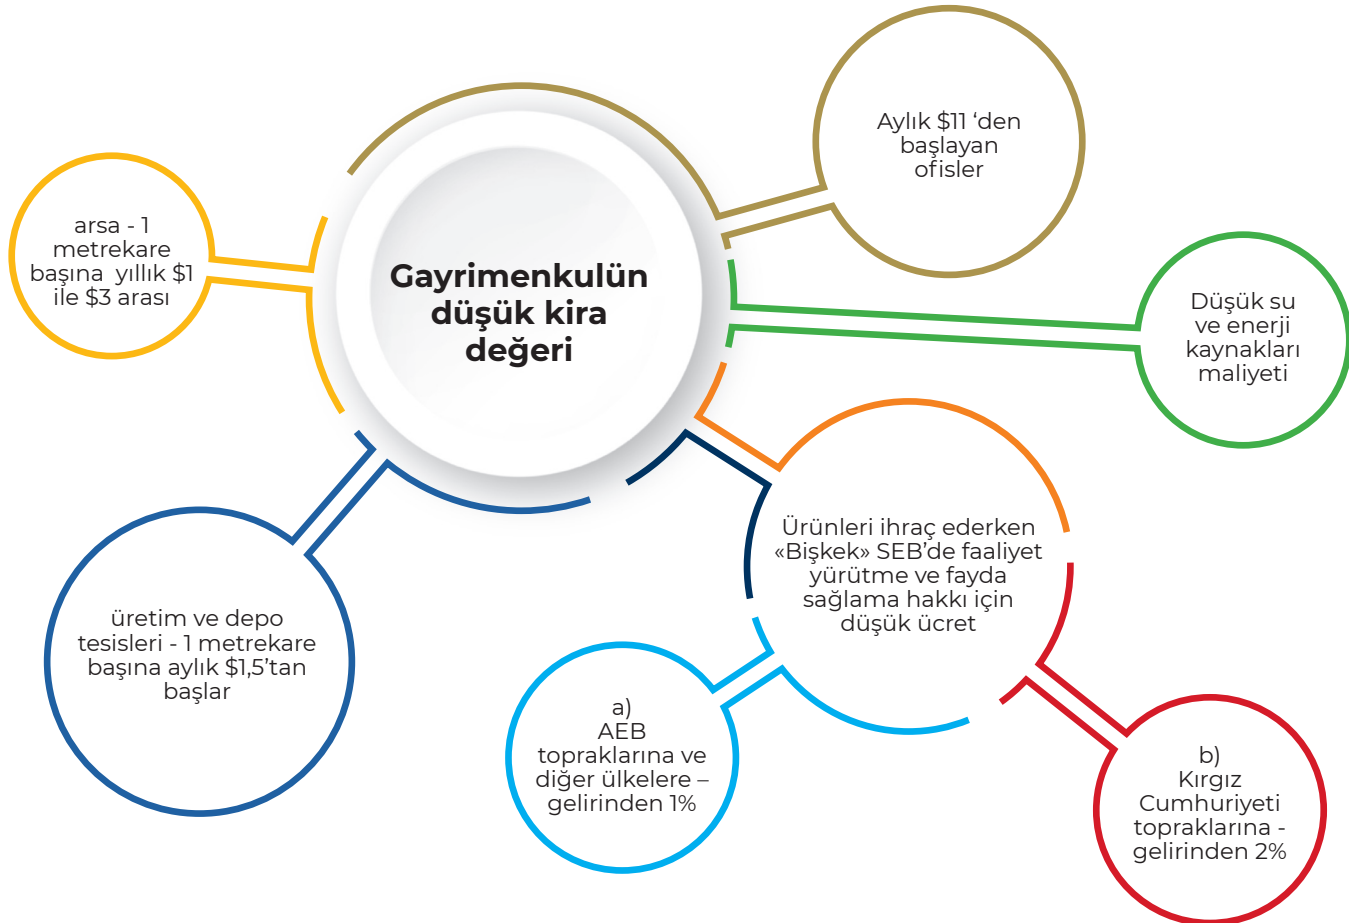 Gayrimenkulün
düşük kira
değeri
arsa - 1
metrekare
başına  yıllık $1
ile $3 arası
Aylık $11 ‘den
başlayan
ofisler
Düşük su
ve enerji
kaynakları
maliyeti
üretim ve depo
tesisleri - 1 metrekare
başına aylık $1,5’tan
başlar
Ürünleri ihraç ederken
«Bişkek» SEB’de faaliyet
yürütme ve fayda
sağlama hakkı için
düşük ücret
a)
AEB
topraklarına ve
diğer ülkelere –
gelirinden 1%
b)
Kırgız
Cumhuriyeti
topraklarına -
gelirinden 2%